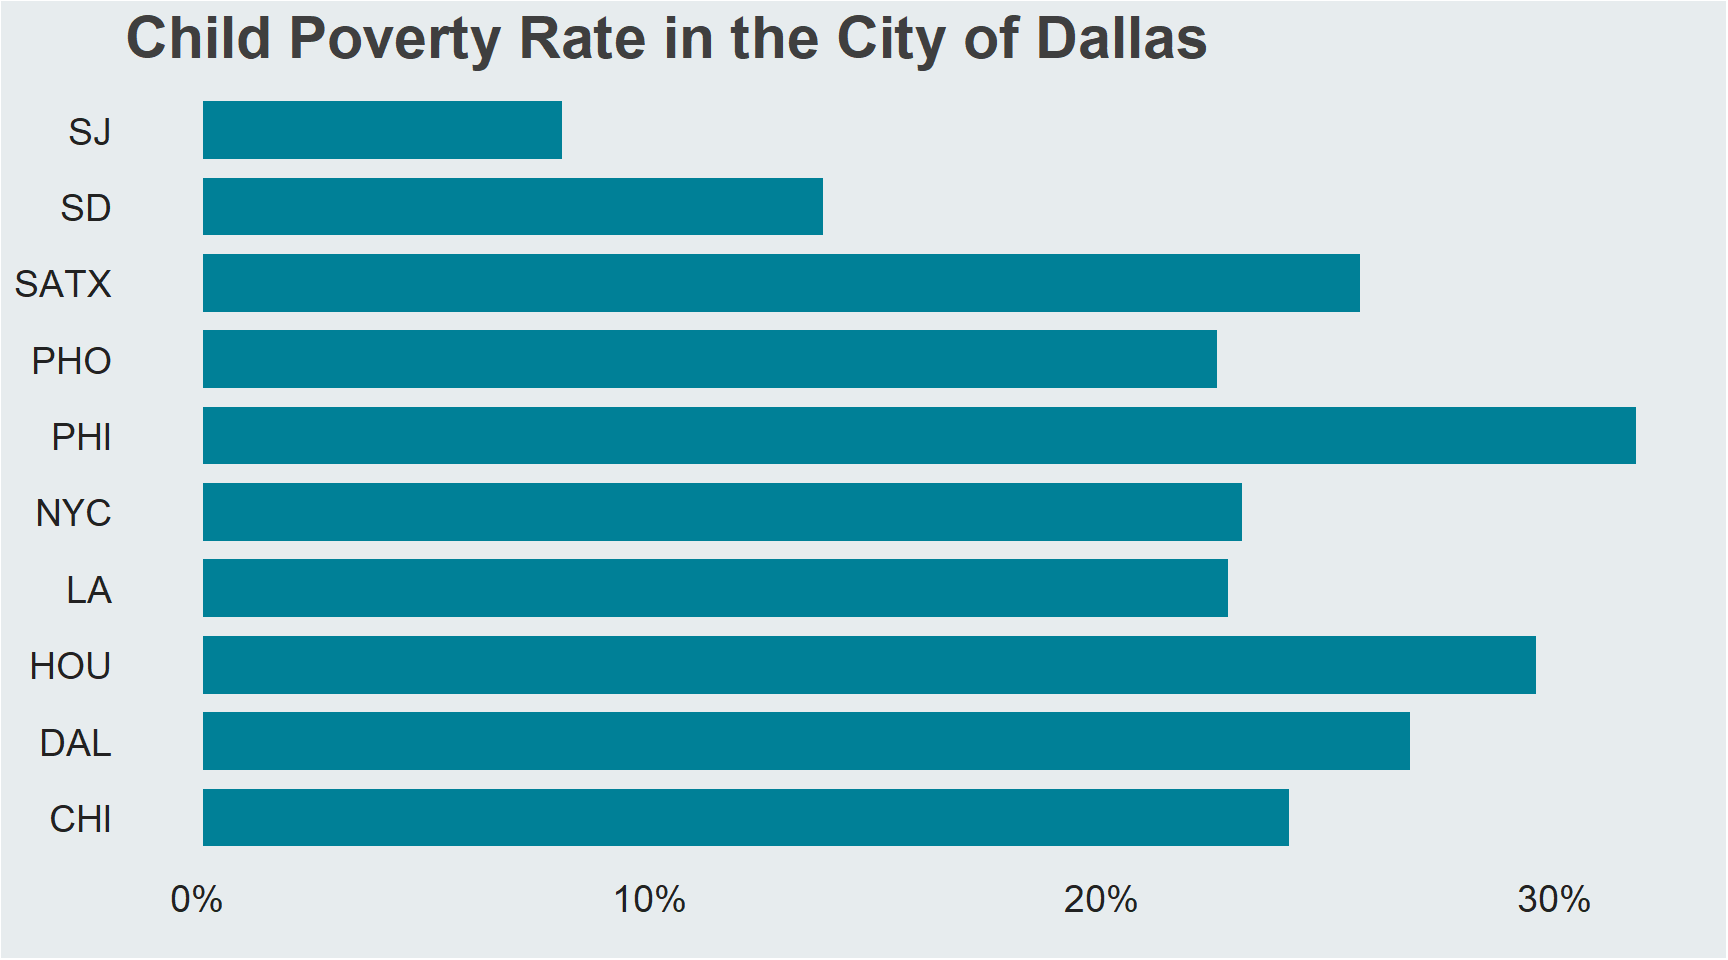 Child Poverty Rate in the City of Dallas
SJ
SD
SATX
PHO
PHI
NYC
LA
HOU
DAL
CHI
0% 10% 20% 30%